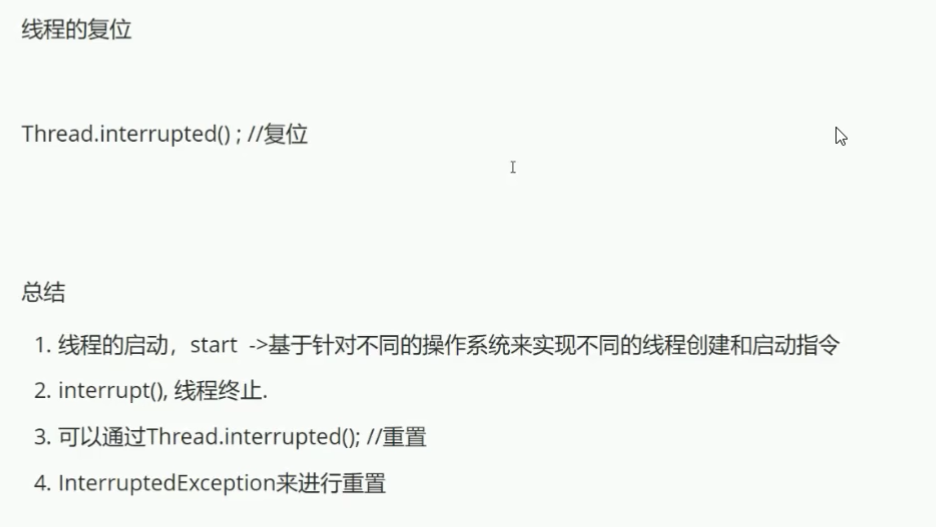 线程的复位
Thread.interrupted() ; //复位
总结
1. 线程的启动，start ->基于针对不同的操作系统来实现不同的线程创建和启动指令
2. interrupt(), 线程终止.
3. 可以通过Thread.interrupted(); //重置
4. InterruptedException来进行重置